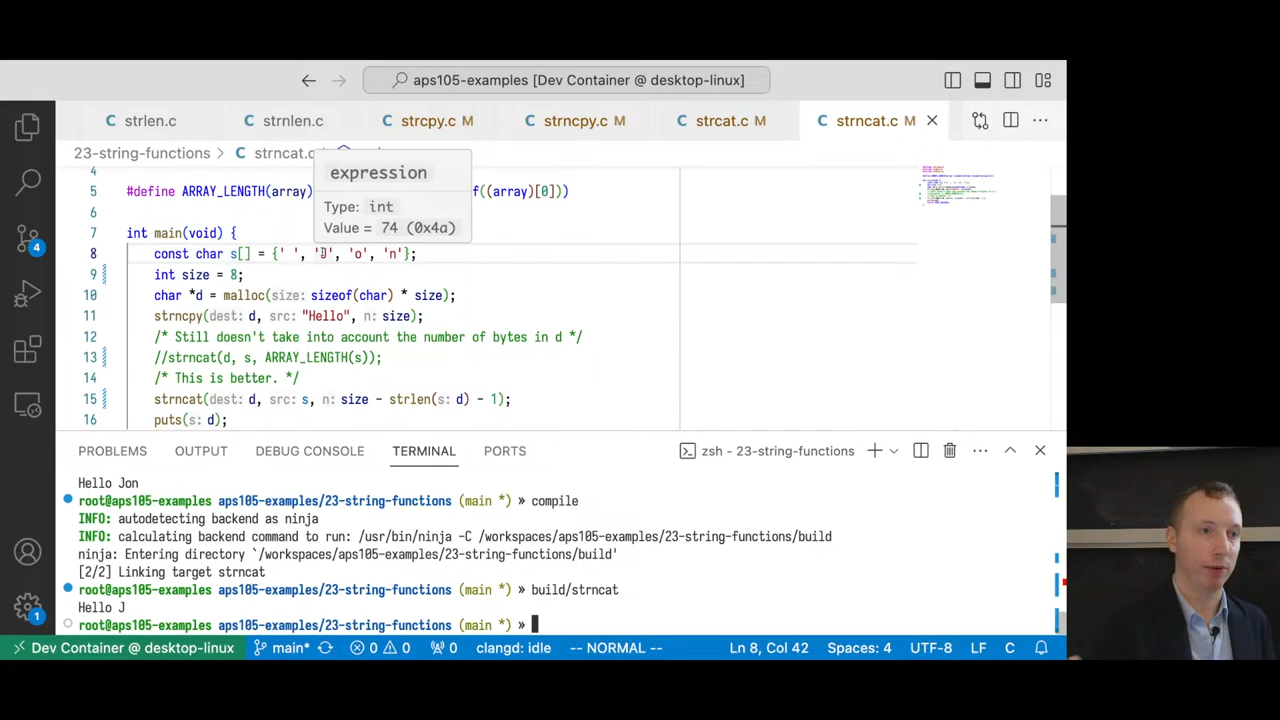 aps105-examples [Dev Container @ desktop-linux]
strlen.c
strnlen.c
strcpy.c M
strncpy.c M
strcat.c M
strncat.c M
23-string-functions > strncat.c
expression
Type: int
Value = 74 (0x4a)
4
5 #define ARRAY_LENGTH(array) f((array)[0]))
6
7 int main(void) {
8 const char s[] = {' ', 'J', 'o', 'n'};
9 int size = 8;
10 char *d = malloc(size: sizeof(char) * size);
11 strncpy(dest: d, src: "Hello", n: size);
12 /* Still doesn't take into account the number of bytes in d */
13 //strncat(d, s, ARRAY_LENGTH(s));
14 /* This is better. */
15 strncat(dest: d, src: s, n: size - strlen(s: d) - 1);
16 puts(s: d);
PROBLEMS OUTPUT DEBUG CONSOLE TERMINAL PORTS
zsh - 23-string-functions
Hello Jon
root@aps105-examples aps105-examples/23-string-functions (main *) » compile
INFO: autodetecting backend as ninja
INFO: calculating backend command to run: /usr/bin/ninja -C /workspaces/aps105-examples/23-string-functions/build
ninja: Entering directory `/workspaces/aps105-examples/23-string-functions/build'
[2/2] Linking target strncat
root@aps105-examples aps105-examples/23-string-functions (main *) » build/strncat
Hello J
root@aps105-examples aps105-examples/23-string-functions (main *) »
4
1
Dev Container @ desktop-linux main* 0 0 0 clangd: idle -- NORMAL -- Ln 8, Col 42 Spaces: 4 UTF-8 LF C